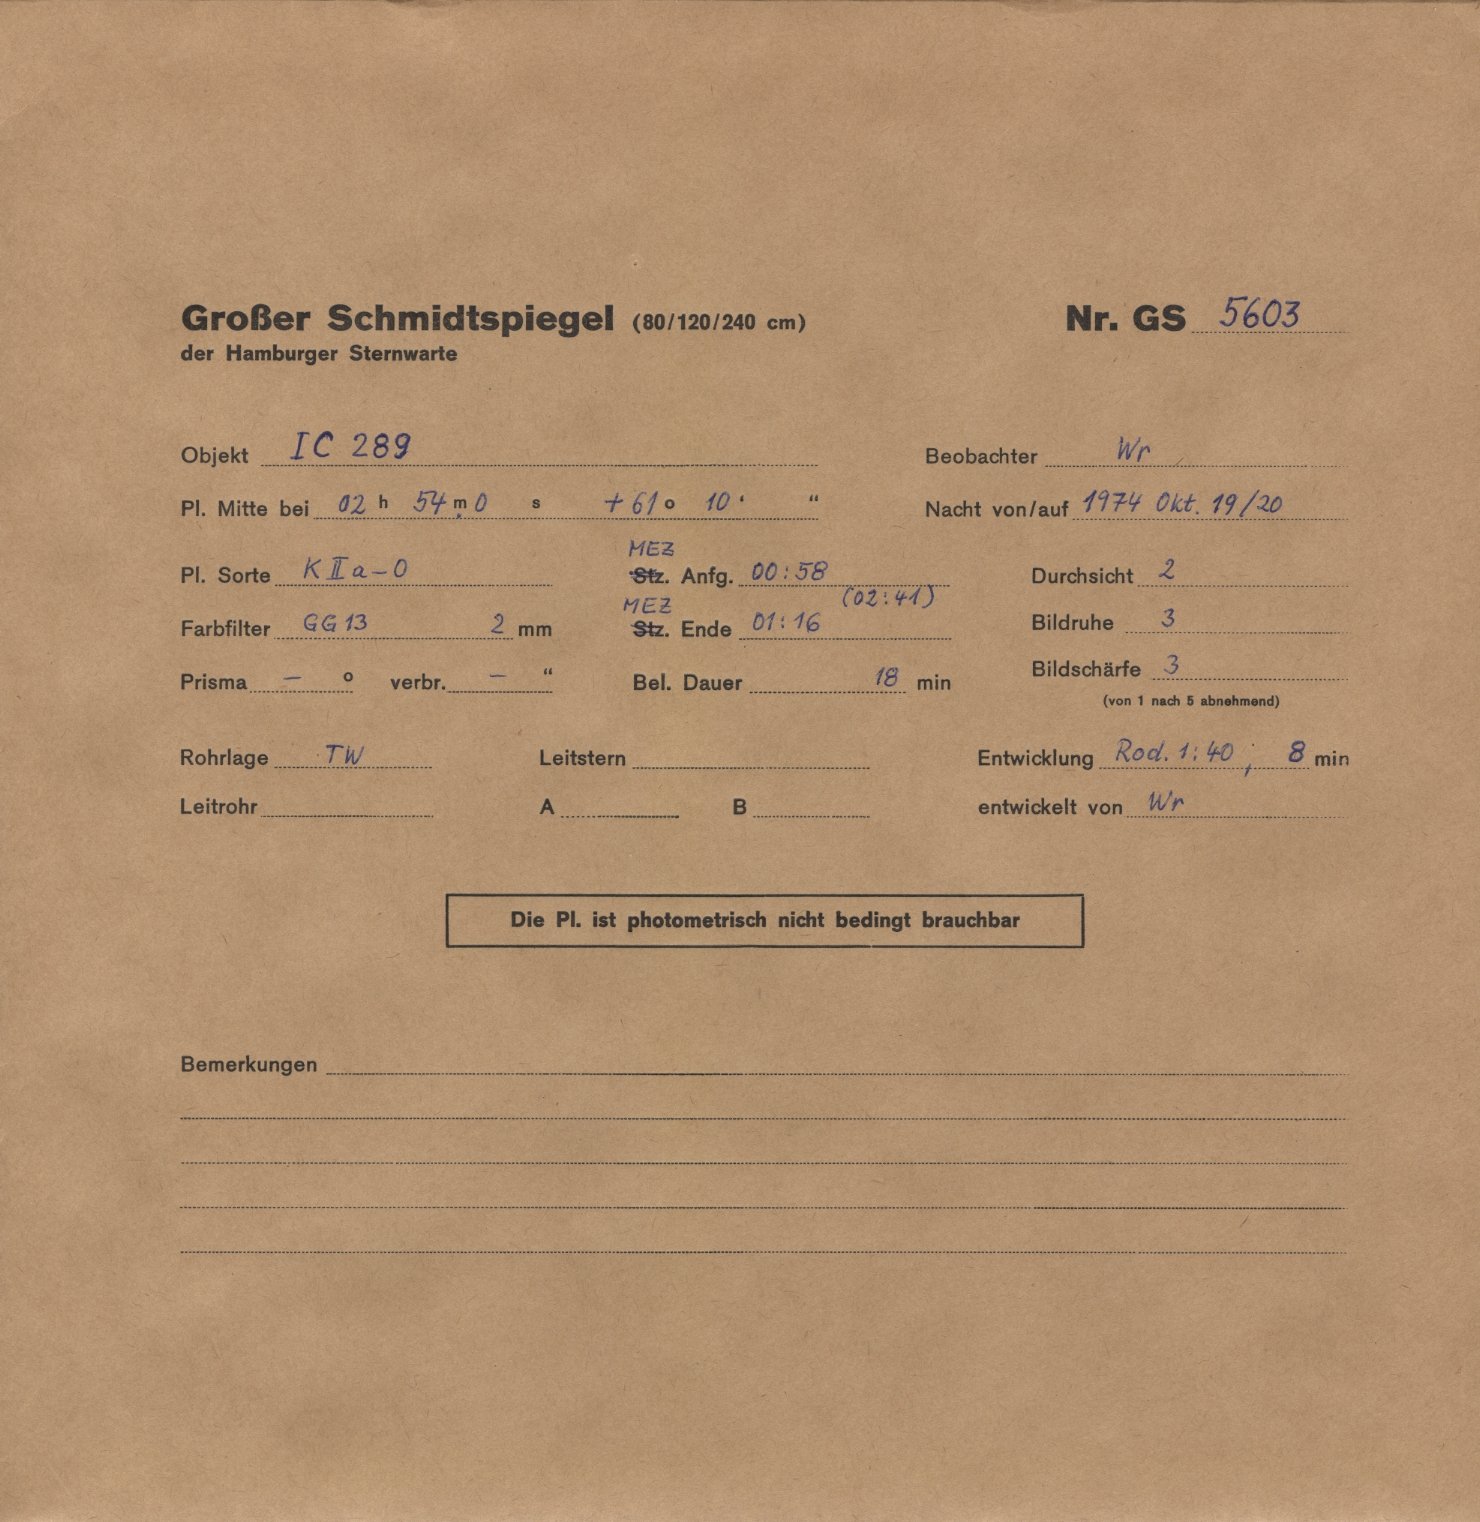 Großer Schmidtspiegel (80/120/240 cm) Nr. GS 5603
der Hamburger Sternwarte
Objekt IC 289 Beobachter Wr
Pl. Mitte bei 02 h 54 m, 0 s + 61 o 10 ' “ Nacht von/auf 1974 Okt. 19/20
MEZ
Pl. Sorte K II a - O Stz. Anfg. 00:58 Durchsicht 2
MEZ (02:41)
Farbfilter GG 13 2 mm Stz. Ende 01:16 Bildruhe 3
Prisma – o verbr. – “ Bel. Dauer 18 min Bildschärfe 3
(von 1 nach 5 abnehmend)
Rohrlage TW Leitstern Entwicklung Rod. 1:40 ; 8 min
Leitrohr A B entwickelt von Wr
Die Pl. ist photometrisch nicht bedingt brauchbar
Bemerkungen